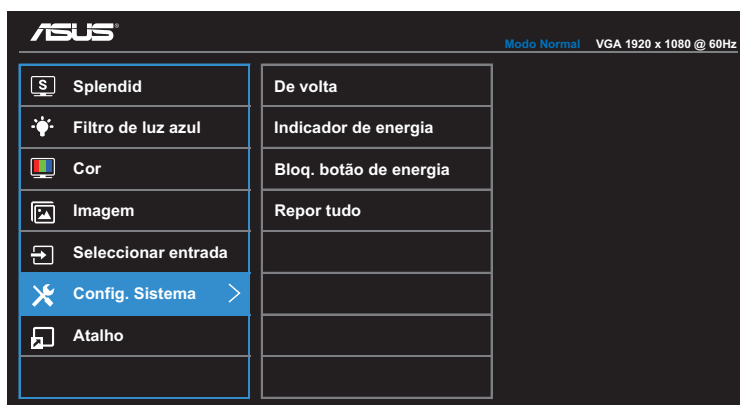 ASUS
Modo Normal VGA 1920 x 1080 @ 60Hz
S Splendid
Filtro de luz azul
Cor
Imagem
Seleccionar entrada
Config. Sistema
Atalho
De volta
Indicador de energia
Bloq. botão de energia
Repor tudo